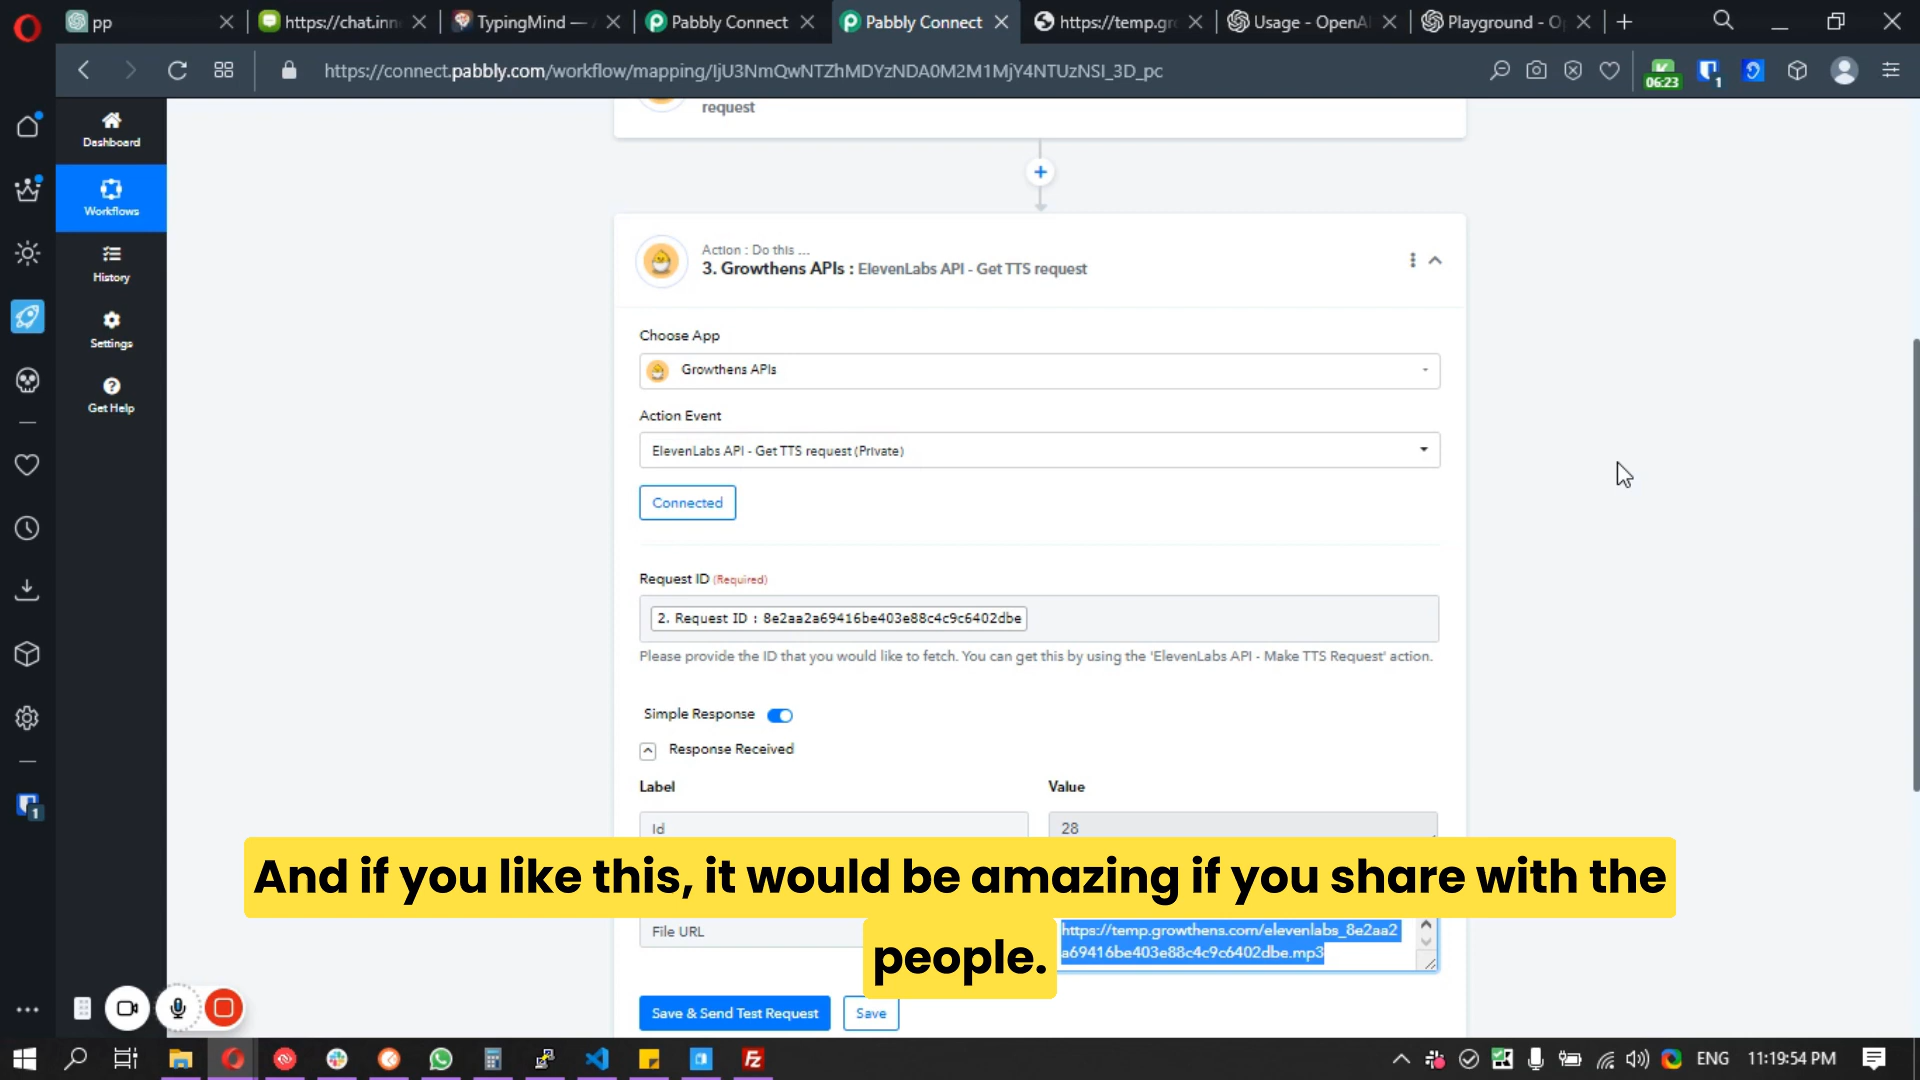 pp
https://chat.inn
TypingMind —
Pabbly Connect
Pabbly Connect
https://temp.gr
Usage - OpenA
Playground - O
https://connect.pabbly.com/workflow/mapping/IjU3NmQwNTZhMDYzNDA0M2M1MjY4NTUzNSI_3D_pc
06:23
1
Dashboard
Workflows
History
Settings
Get Help
1
request
Action : Do this ...
3. Growthens APIs : ElevenLabs API - Get TTS request
Choose App
Growthens APIs
Action Event
ElevenLabs API - Get TTS request (Private)
Connected
Request ID (Required)
2. Request ID : 8e2aa2a69416be403e88c4c9c6402dbe
Please provide the ID that you would like to fetch. You can get this by using the 'ElevenLabs API - Make TTS Request' action.
Simple Response
Response Received
Label Value
Id 28
And if you like this, it would be amazing if you share with the
people.
File URL
https://temp.growthens.com/elevenlabs_8e2aa2
a69416be403e88c4c9c6402dbe.mp3
Save & Send Test Request
Save
ENG
11:19:54 PM